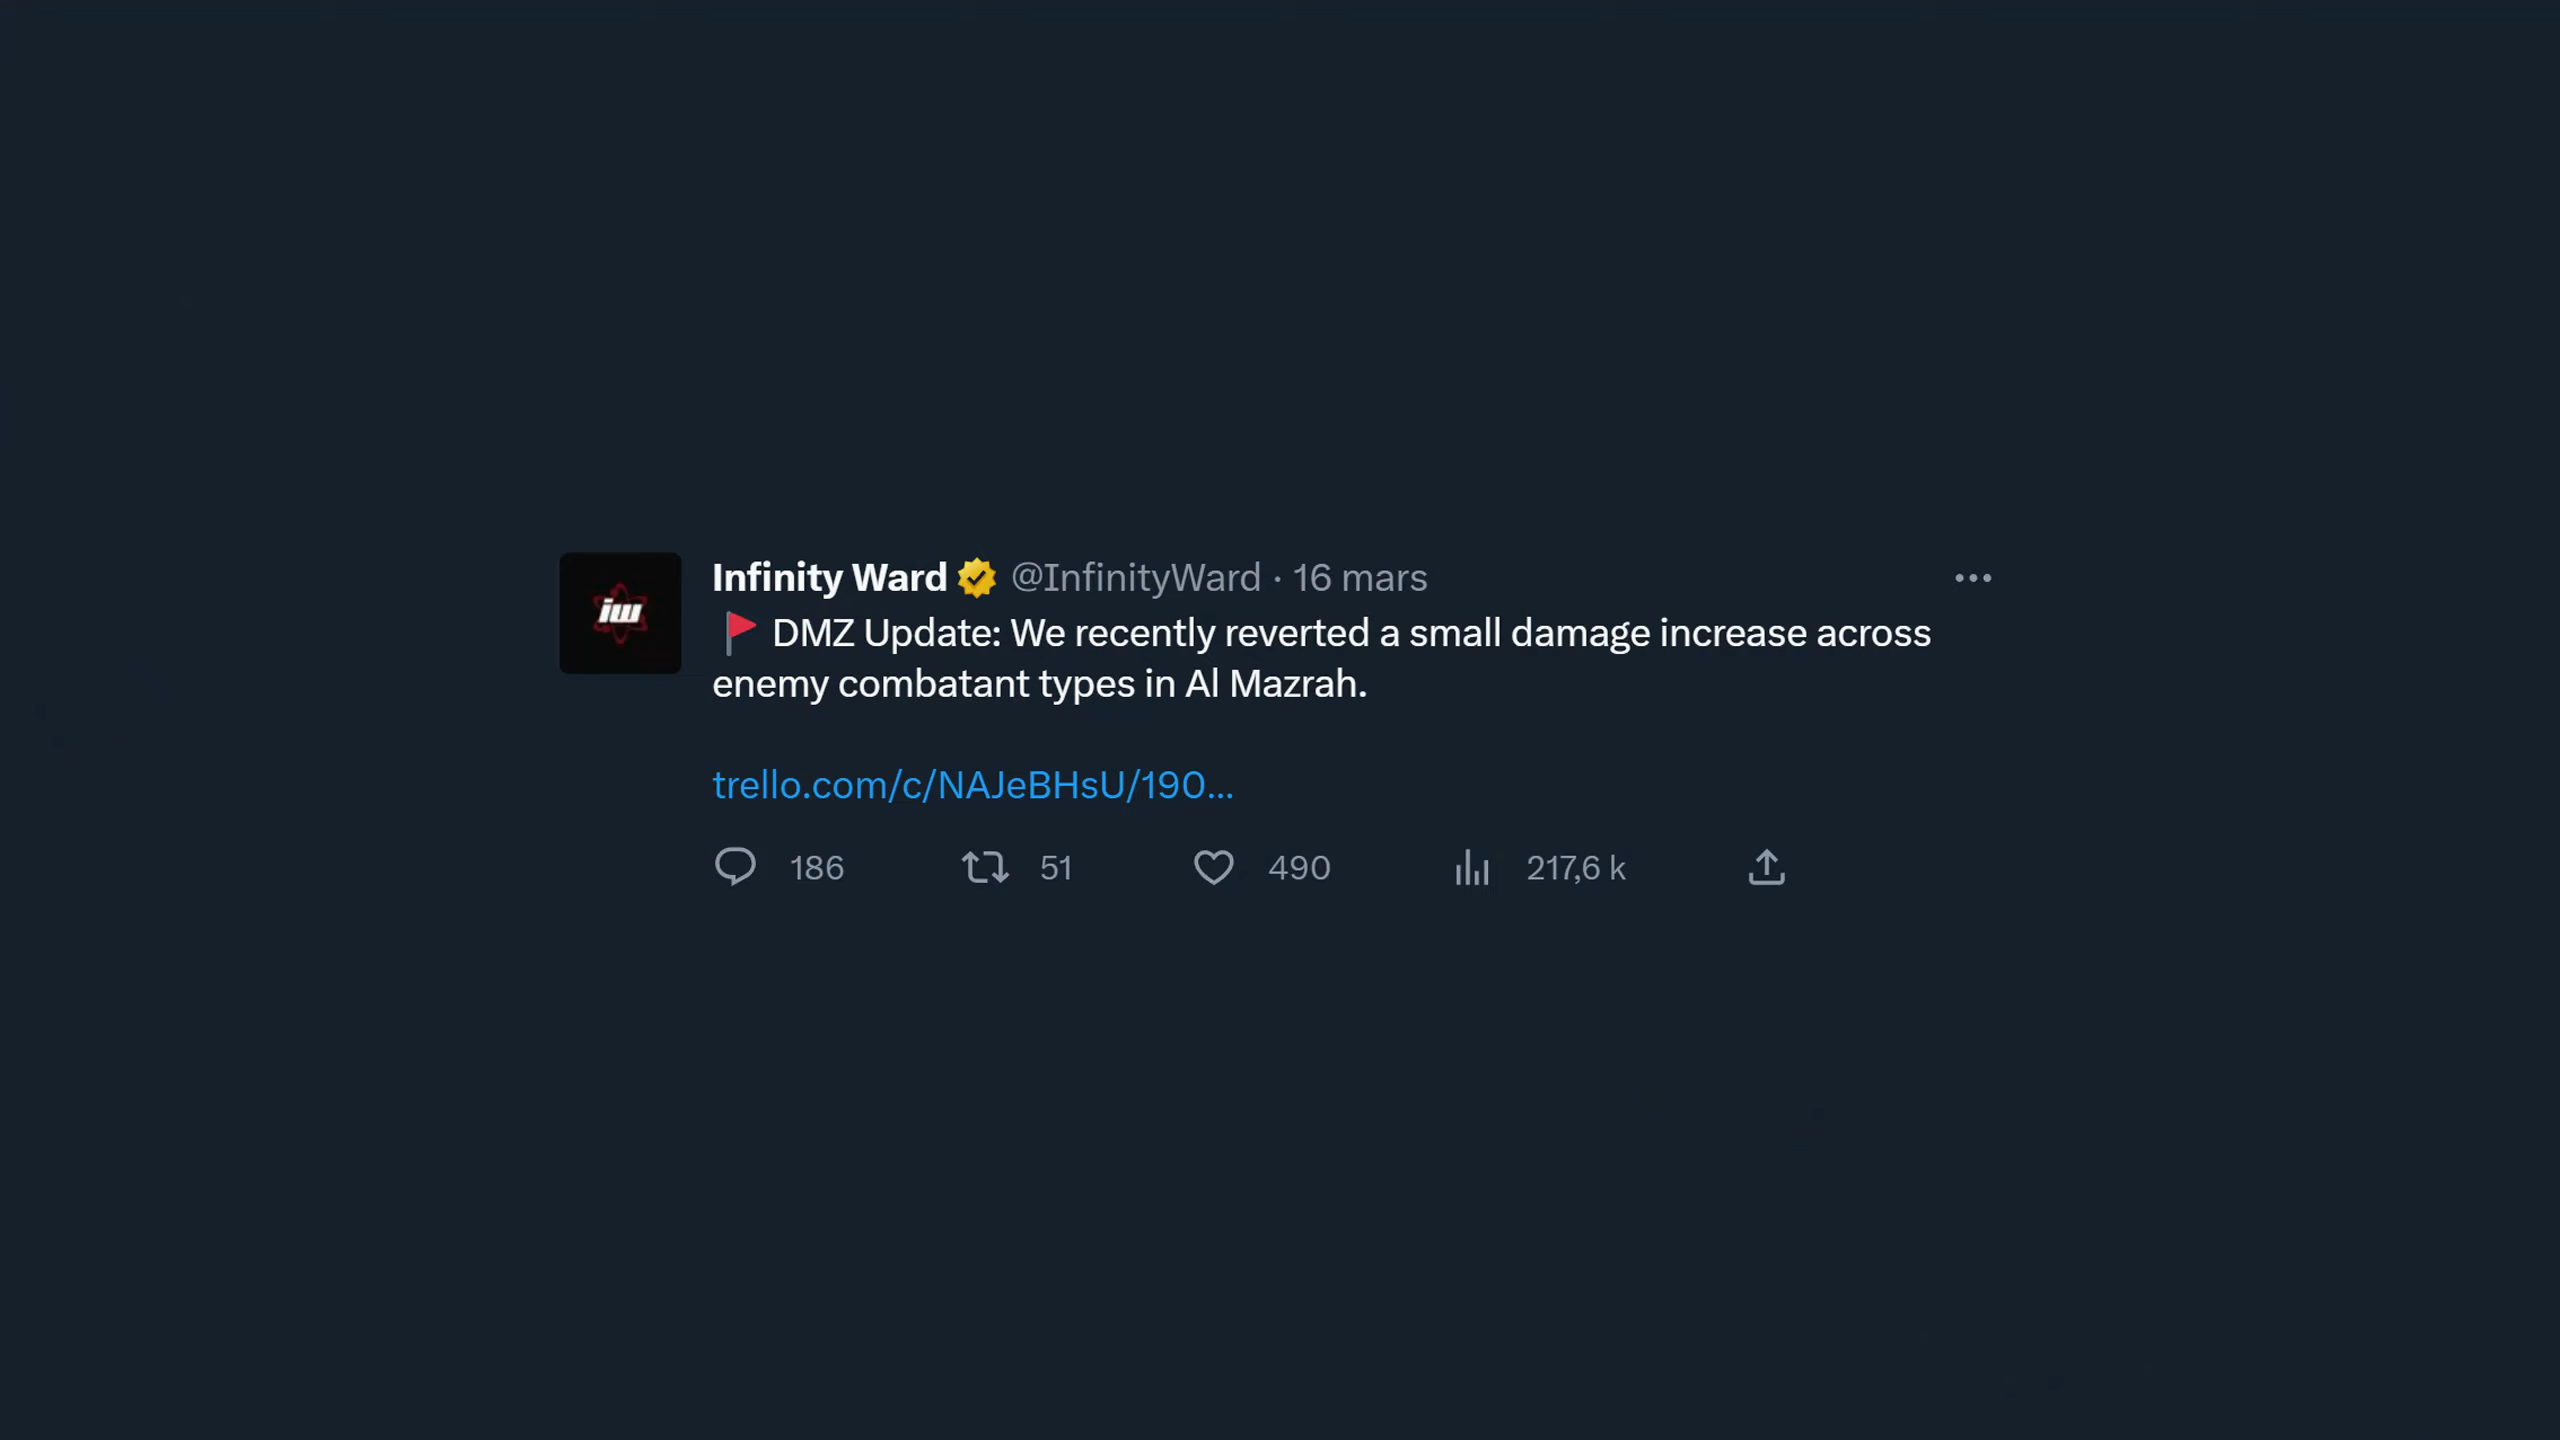 Infinity Ward @InfinityWard · 16 mars
🚩 DMZ Update: We recently reverted a small damage increase across
enemy combatant types in Al Mazrah.
trello.com/c/NAJeBHsU/190...
186 51 490 217,6 k
iw